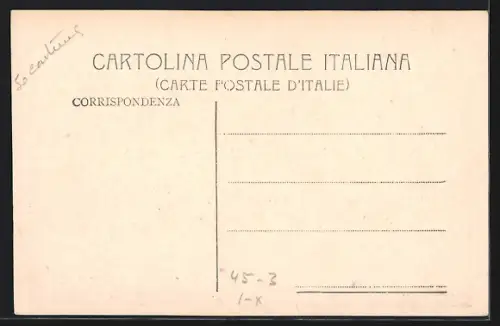 CARTOLINA POSTALE ITALIANA
(CARTE POSTALE D'ITALIE)
CORRISPONDENZA
45-3
1-x